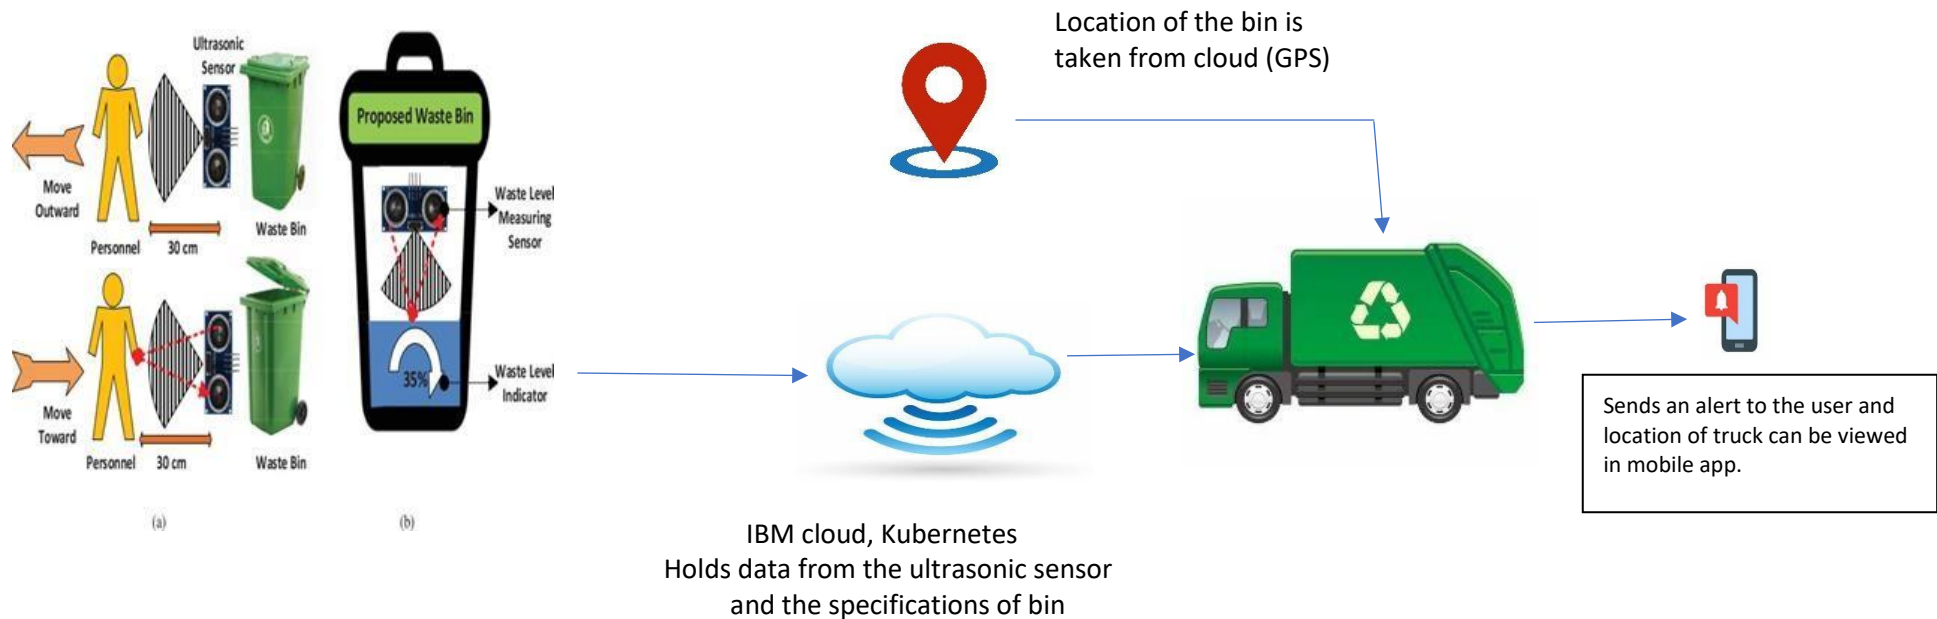 Ultrasonic
Sensor
Move
Outward
Personnel
30 cm
Waste Bin
Move
Toward
Personnel
30 cm
Waste Bin
(a)
Proposed Waste Bin
Waste Level
Measuring
Sensor
35%
Waste Level
Indicator
(b)
Location of the bin is
taken from cloud (GPS)
IBM cloud, Kubernetes
Holds data from the ultrasonic sensor
and the specifications of bin
Sends an alert to the user and
location of truck can be viewed
in mobile app.